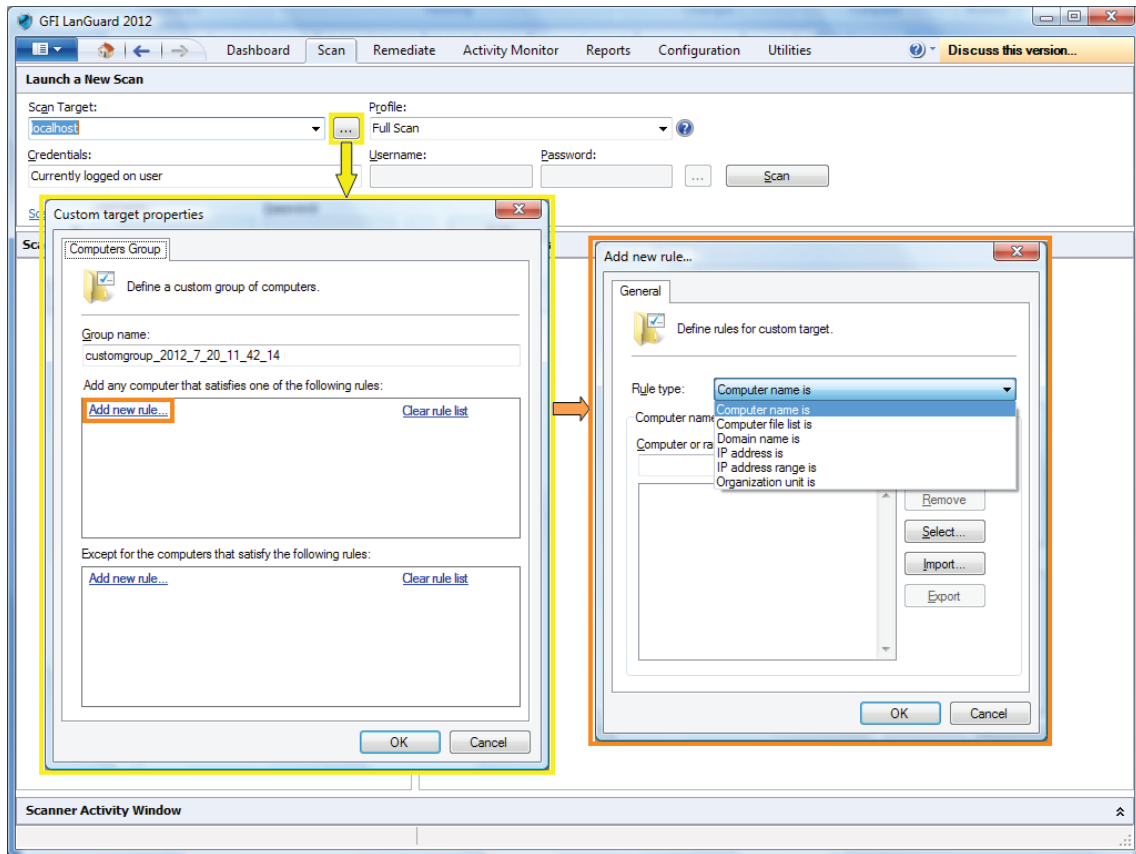 GFI LanGuard 2012
Dashboard Scan Remediate Activity Monitor Reports Configuration Utilities Discuss this version...
Launch a New Scan
Scan Target: Profile:
localhost ... Full Scan
Credentials: Username: Password:
Currently logged on user ... Scan
Custom target properties
Computers Group
Define a custom group of computers.
Group name:
customgroup_2012_7_20_11_42_14
Add any computer that satisfies one of the following rules:
Add new rule... Clear rule list
Except for the computers that satisfy the following rules:
Add new rule... Clear rule list
OK Cancel
Add new rule...
General
Define rules for custom target.
Rule type: Computer name is
Computer name is
Computer file list is
Domain name is
IP address is
IP address range is
Organization unit is
Computer name
Computer or ra
Remove
Select...
Import...
Export
OK Cancel
Scanner Activity Window